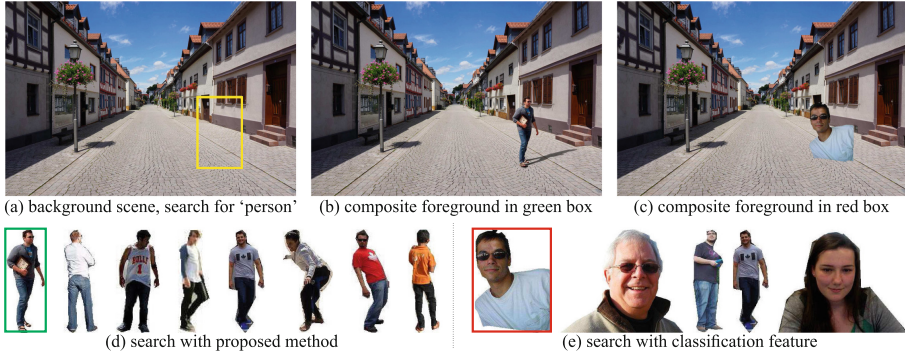 (a) background scene, search for 'person'
(b) composite foreground in green box
(c) composite foreground in red box
(d) search with proposed method
(e) search with classification feature